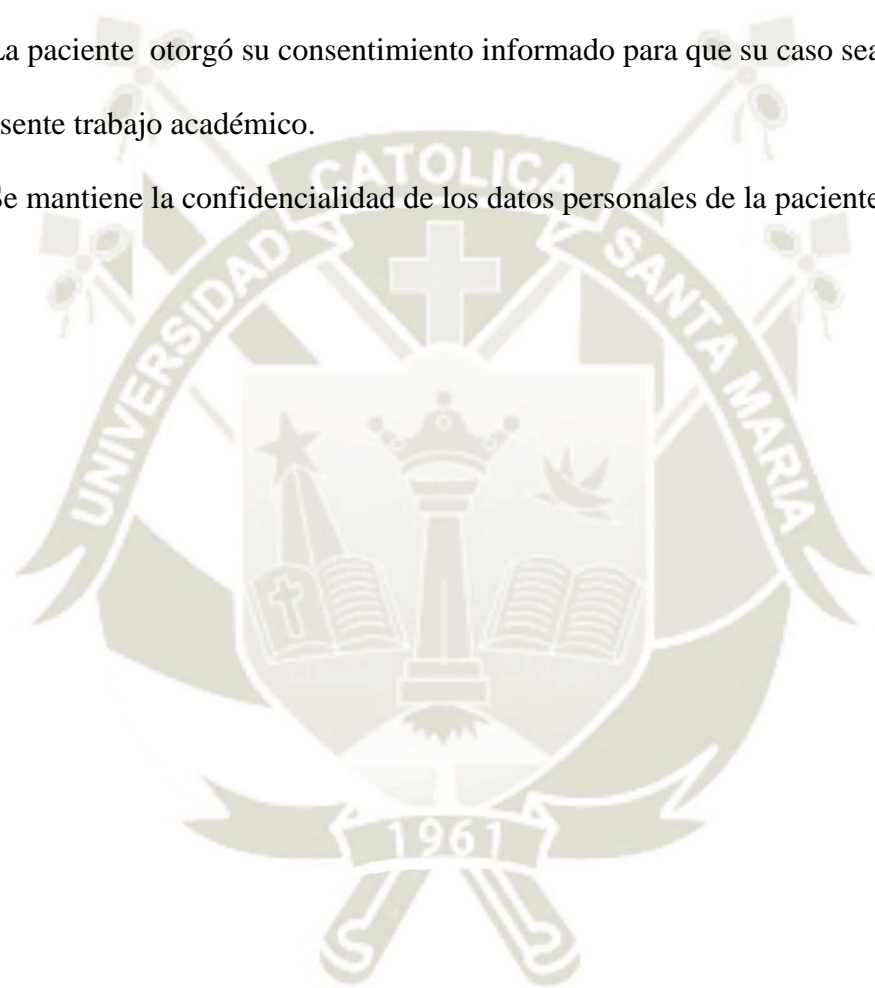 La paciente  otorgó su consentimiento informado para que su caso sea
sente trabajo académico.
Se mantiene la confidencialidad de los datos personales de la paciente
UNIVERSIDAD CATOLICA SANTA MARIA
1961